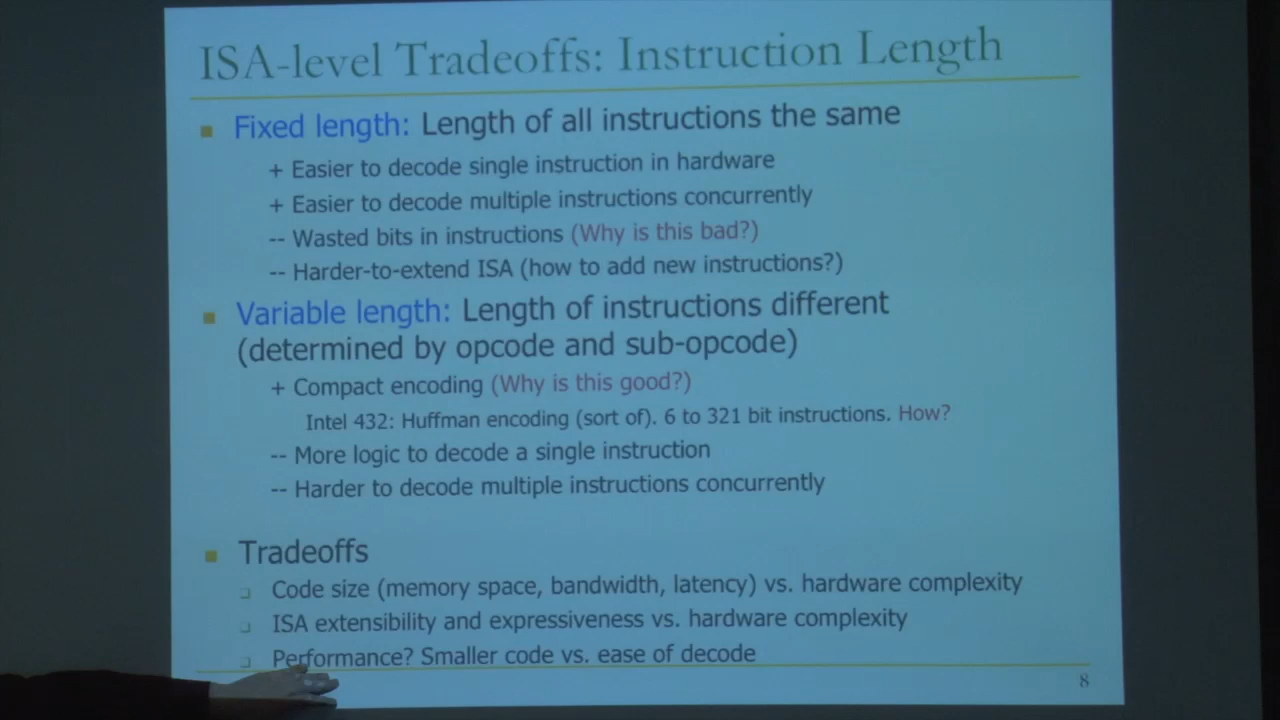 ISA-level Tradeoffs: Instruction Length
Fixed length: Length of all instructions the same
+ Easier to decode single instruction in hardware
+ Easier to decode multiple instructions concurrently
-- Wasted bits in instructions (Why is this bad?)
-- Harder-to-extend ISA (how to add new instructions?)
Variable length: Length of instructions different
(determined by opcode and sub-opcode)
+ Compact encoding (Why is this good?)
Intel 432: Huffman encoding (sort of). 6 to 321 bit instructions. How?
-- More logic to decode a single instruction
-- Harder to decode multiple instructions concurrently
Tradeoffs
Code size (memory space, bandwidth, latency) vs. hardware complexity
ISA extensibility and expressiveness vs. hardware complexity
Performance? Smaller code vs. ease of decode
8